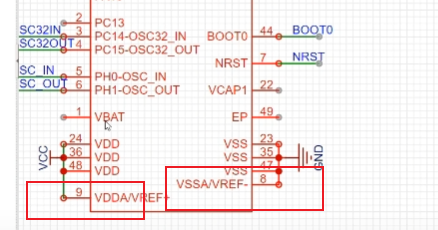 2 PC13
SC32IN 3 PC14-OSC32_IN BOOT0 44 BOOT0
SC32OUT 4 PC15-OSC32_OUT
NRST 7 NRST
SC_IN 5 PH0-OSC_IN
SC_OUT 6 PH1-OSC_OUT VCAP1 22
1 VBAT EP 49
24 VDD VSS 23
VCC 36 VDD VSS 35 GND
48 VDD VSS 47
VSSA/VREF- 8
9 VDDA/VREF+